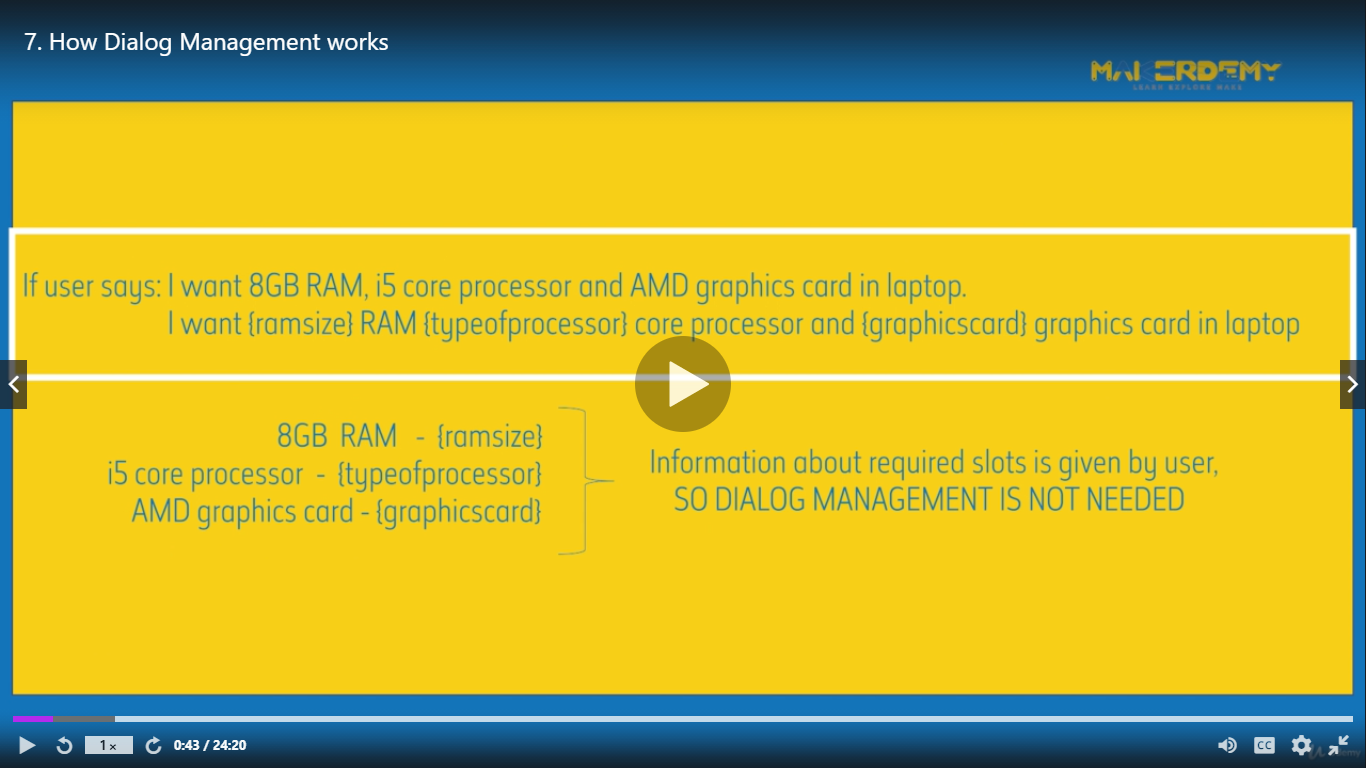 7. How Dialog Management works
MAKERDEMY
LEARN EXPLORE MAKE
If user says: I want 8GB RAM, i5 core processor and AMD graphics card in laptop.
I want {ramsize} RAM {typeofprocessor} core processor and {graphicscard} graphics card in laptop
8GB RAM - {ramsize}
i5 core processor - {typeofprocessor}
AMD graphics card - {graphicscard}
Information about required slots is given by user,
SO DIALOG MANAGEMENT IS NOT NEEDED
1 x
0:43 / 24:20
CC